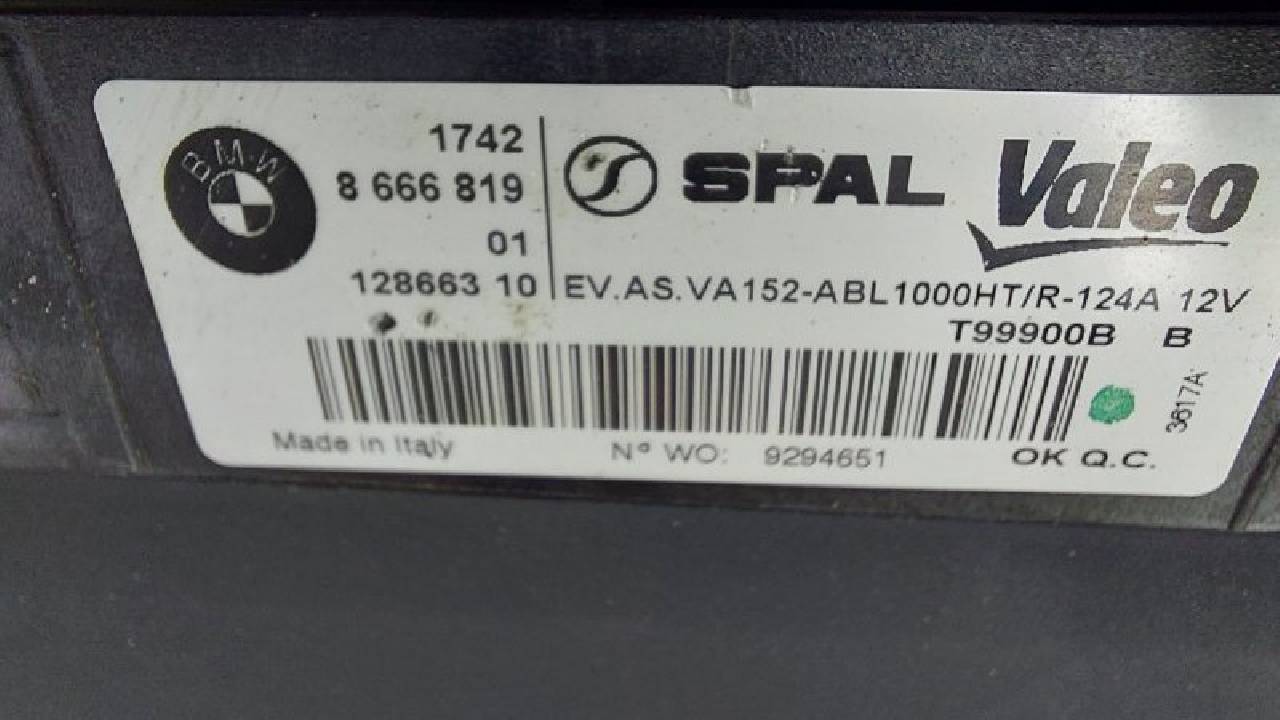 BMW
1742
8 666 819
01
128663 10
SPAL
Valeo
EV.AS.VA152-ABL1000HT/R-124A 12V
T99900B B
3617A
Made in Italy
Nº WO: 9294651
OK Q.C.